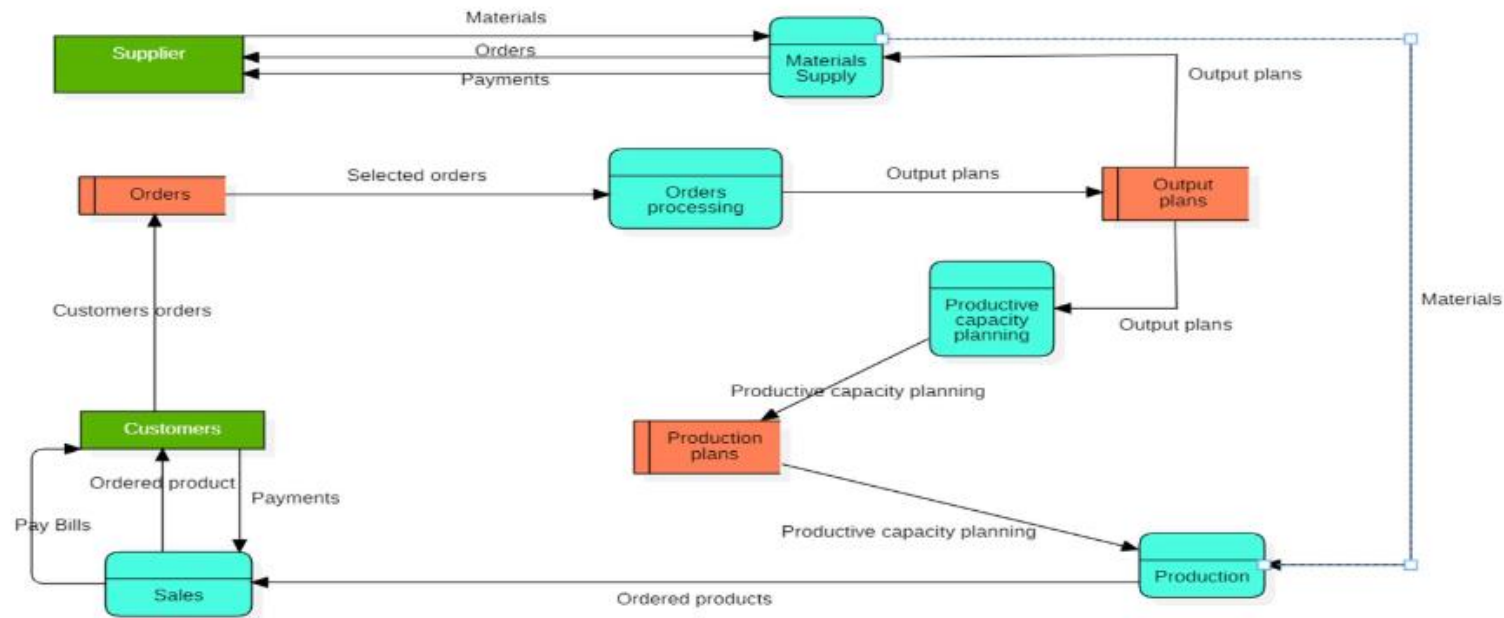 Materials
Supplier
Orders
Materials
Supply
Payments
Output plans
Selected orders
Orders
Orders
processing
Output plans
Output
plans
Customers orders
Productive
capacity
planning
Output plans
Materials
Productive capacity planning
Customers
Production
plans
Ordered product
Payments
Pay Bills
Productive capacity planning
Sales
Production
Ordered products